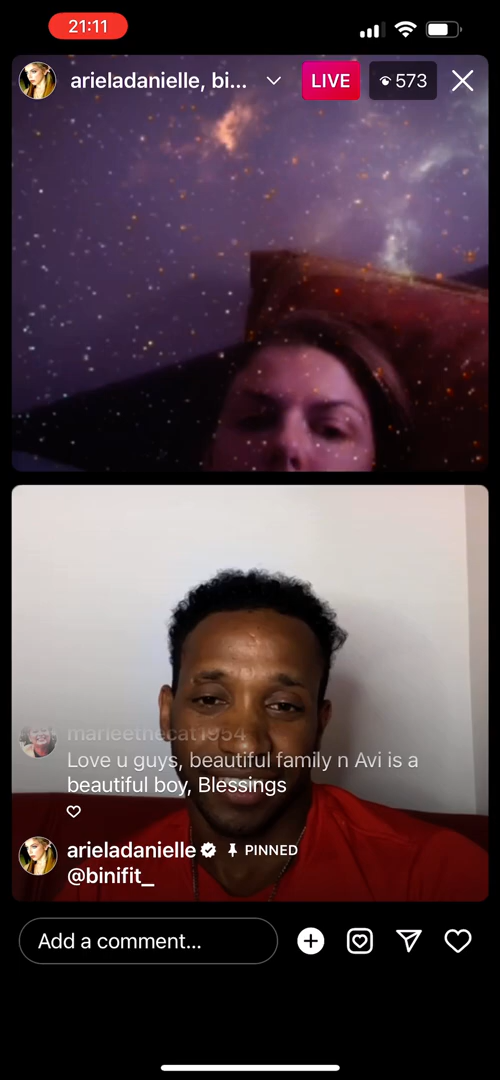 21:11
arieladanielle, bi...
LIVE
573
marleethecat1954
Love u guys, beautiful family n Avi is a
beautiful boy, Blessings
arieladanielle PINNED
@binifit_
Add a comment...